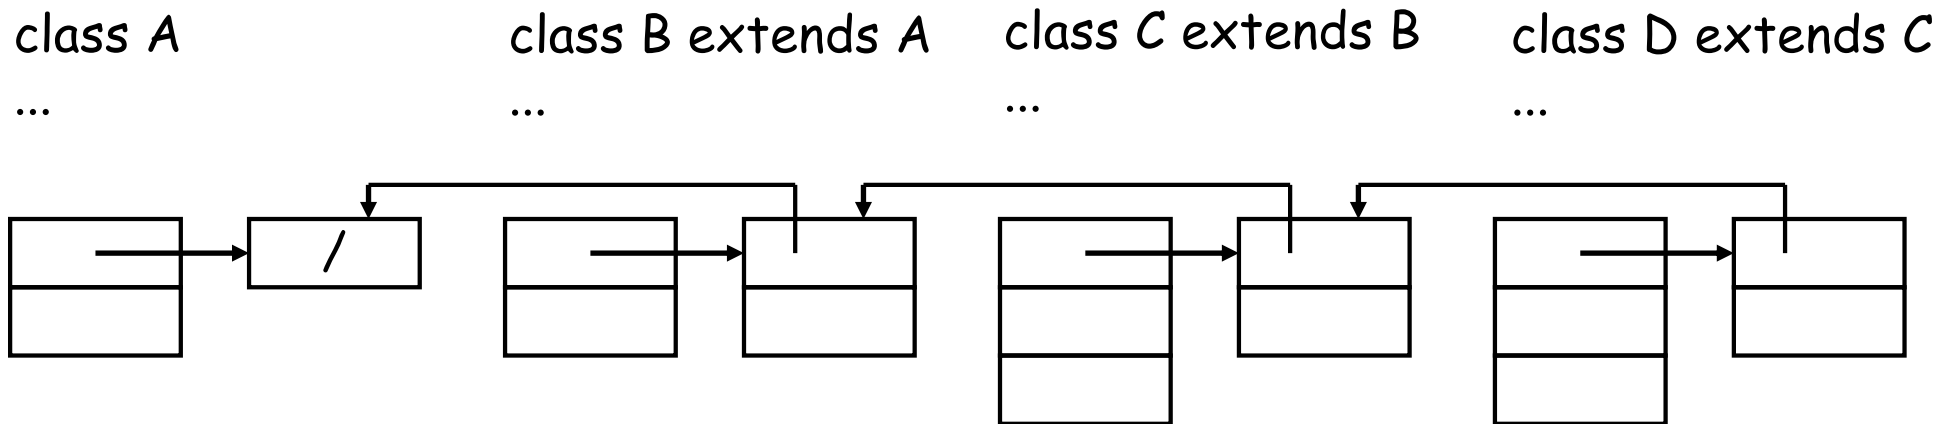 class A
...
class B extends A
...
class C extends B
...
class D extends C
...
/